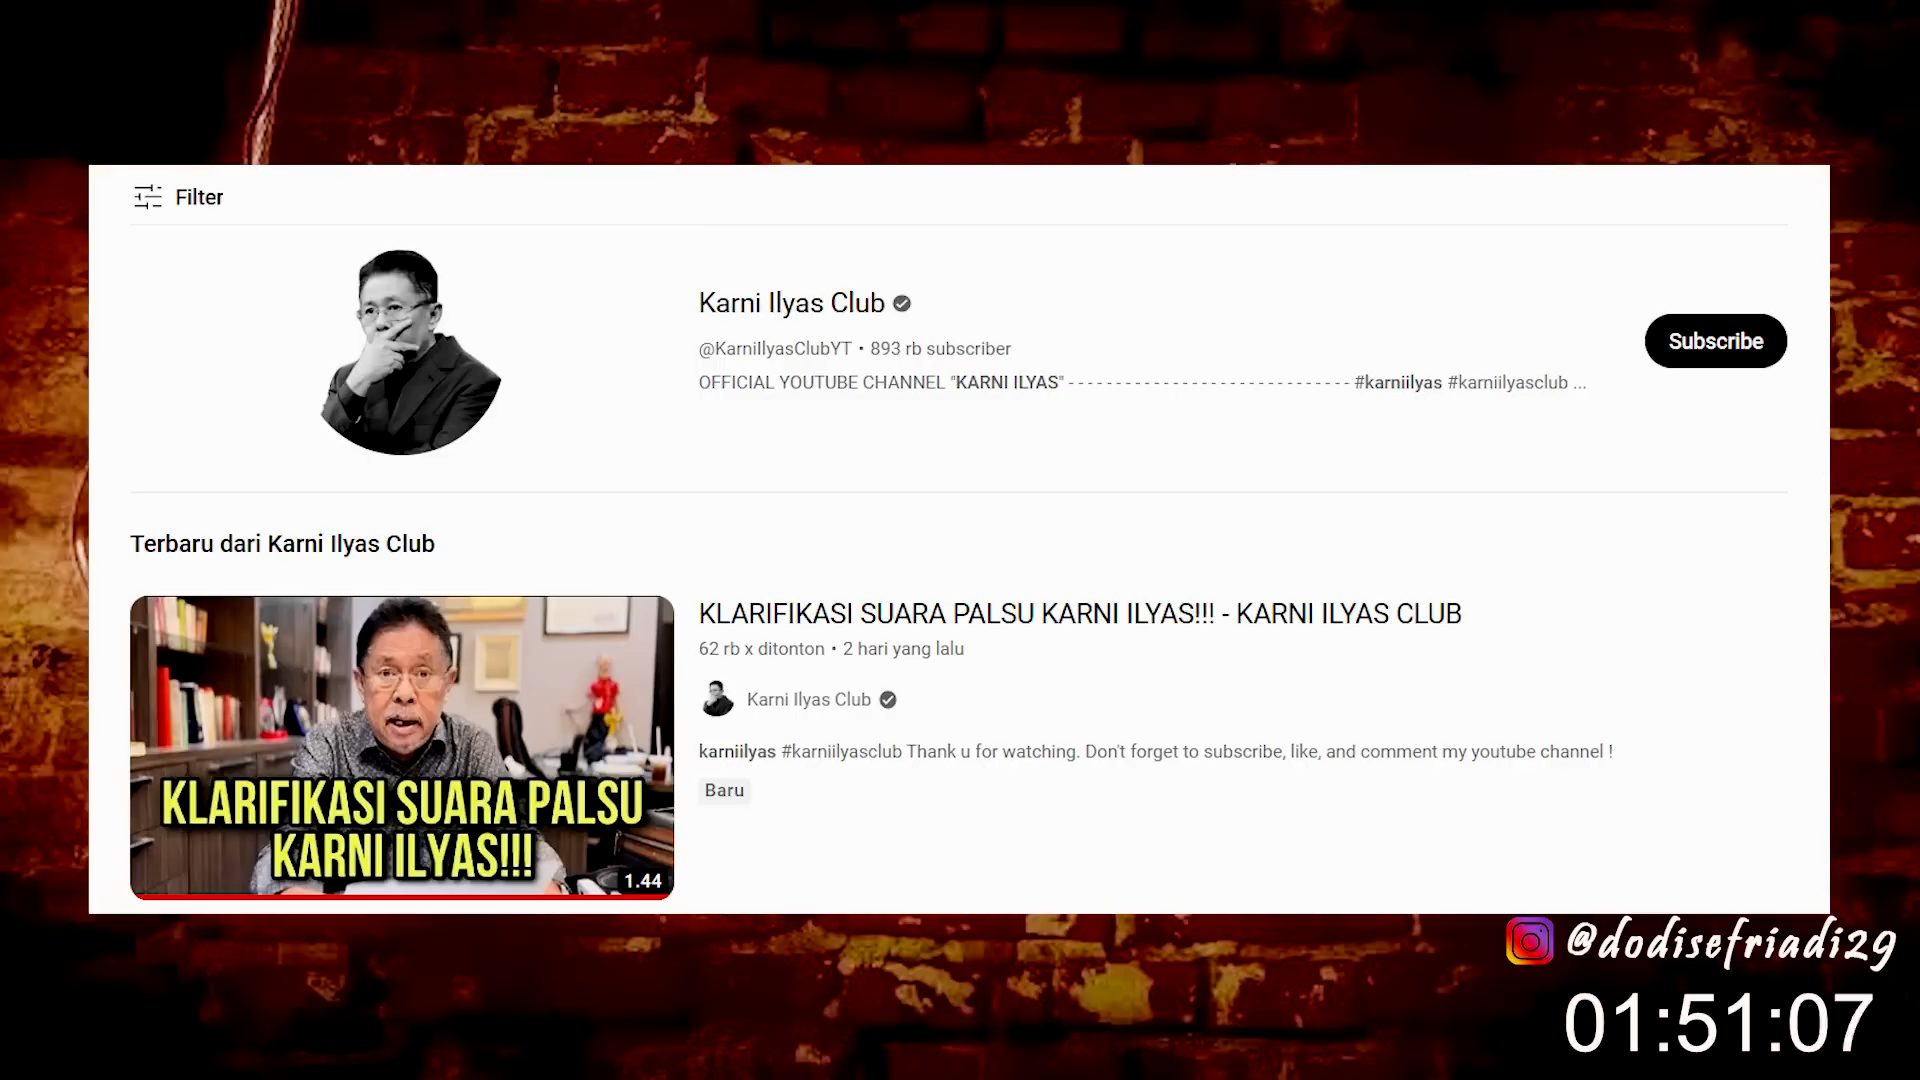 Filter
Karni Ilyas Club
@KarniIlyasClubYT • 893 rb subscriber
OFFICIAL YOUTUBE CHANNEL "KARNI ILYAS" - - - - - - - - - - - - - - - - - - - - - - - - - - - - - - #karniilyas #karniilyasclub ...
Subscribe
Terbaru dari Karni Ilyas Club
KLARIFIKASI SUARA PALSU
KARNI ILYAS!!!
1.44
KLARIFIKASI SUARA PALSU KARNI ILYAS!!! - KARNI ILYAS CLUB
62 rb x ditonton • 2 hari yang lalu
Karni Ilyas Club
karniilyas #karniilyasclub Thank u for watching. Don't forget to subscribe, like, and comment my youtube channel !
Baru
@dodisefriadi29
01:51:07